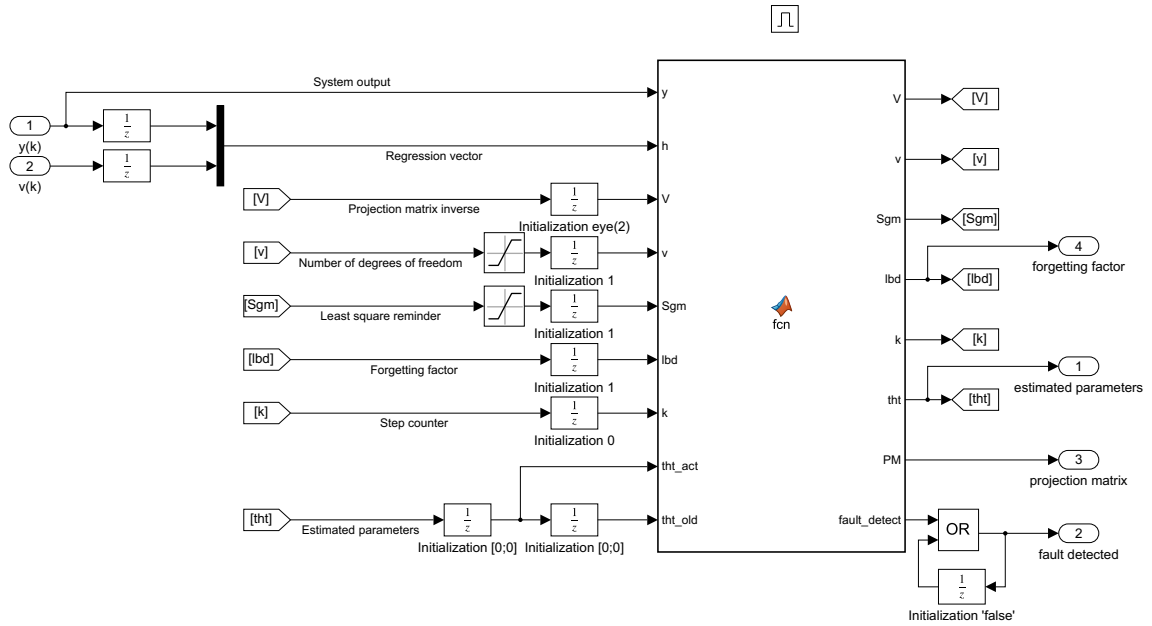 System output
y
1
1
z
y(k)
h
Regression vector
2
1
z
v(k)
[V]
Projection matrix inverse
1
z
V
Initialization eye(2)
[v]
Number of degrees of freedom
1
z
v
Initialization 1
[Sgm]
Least square reminder
1
z
Sgm
Initialization 1
[lbd]
Forgetting factor
1
z
lbd
Initialization 1
[k]
Step counter
1
z
k
Initialization 0
tht_act
[tht]
Estimated parameters
1
z
Initialization [0;0]
1
z
Initialization [0;0]
tht_old
fcn
V
[V]
v
[v]
Sgm
[Sgm]
4
forgetting factor
lbd
[lbd]
k
[k]
1
estimated parameters
tht
[tht]
PM
3
projection matrix
fault_detect
OR
2
fault detected
1
z
Initialization 'false'